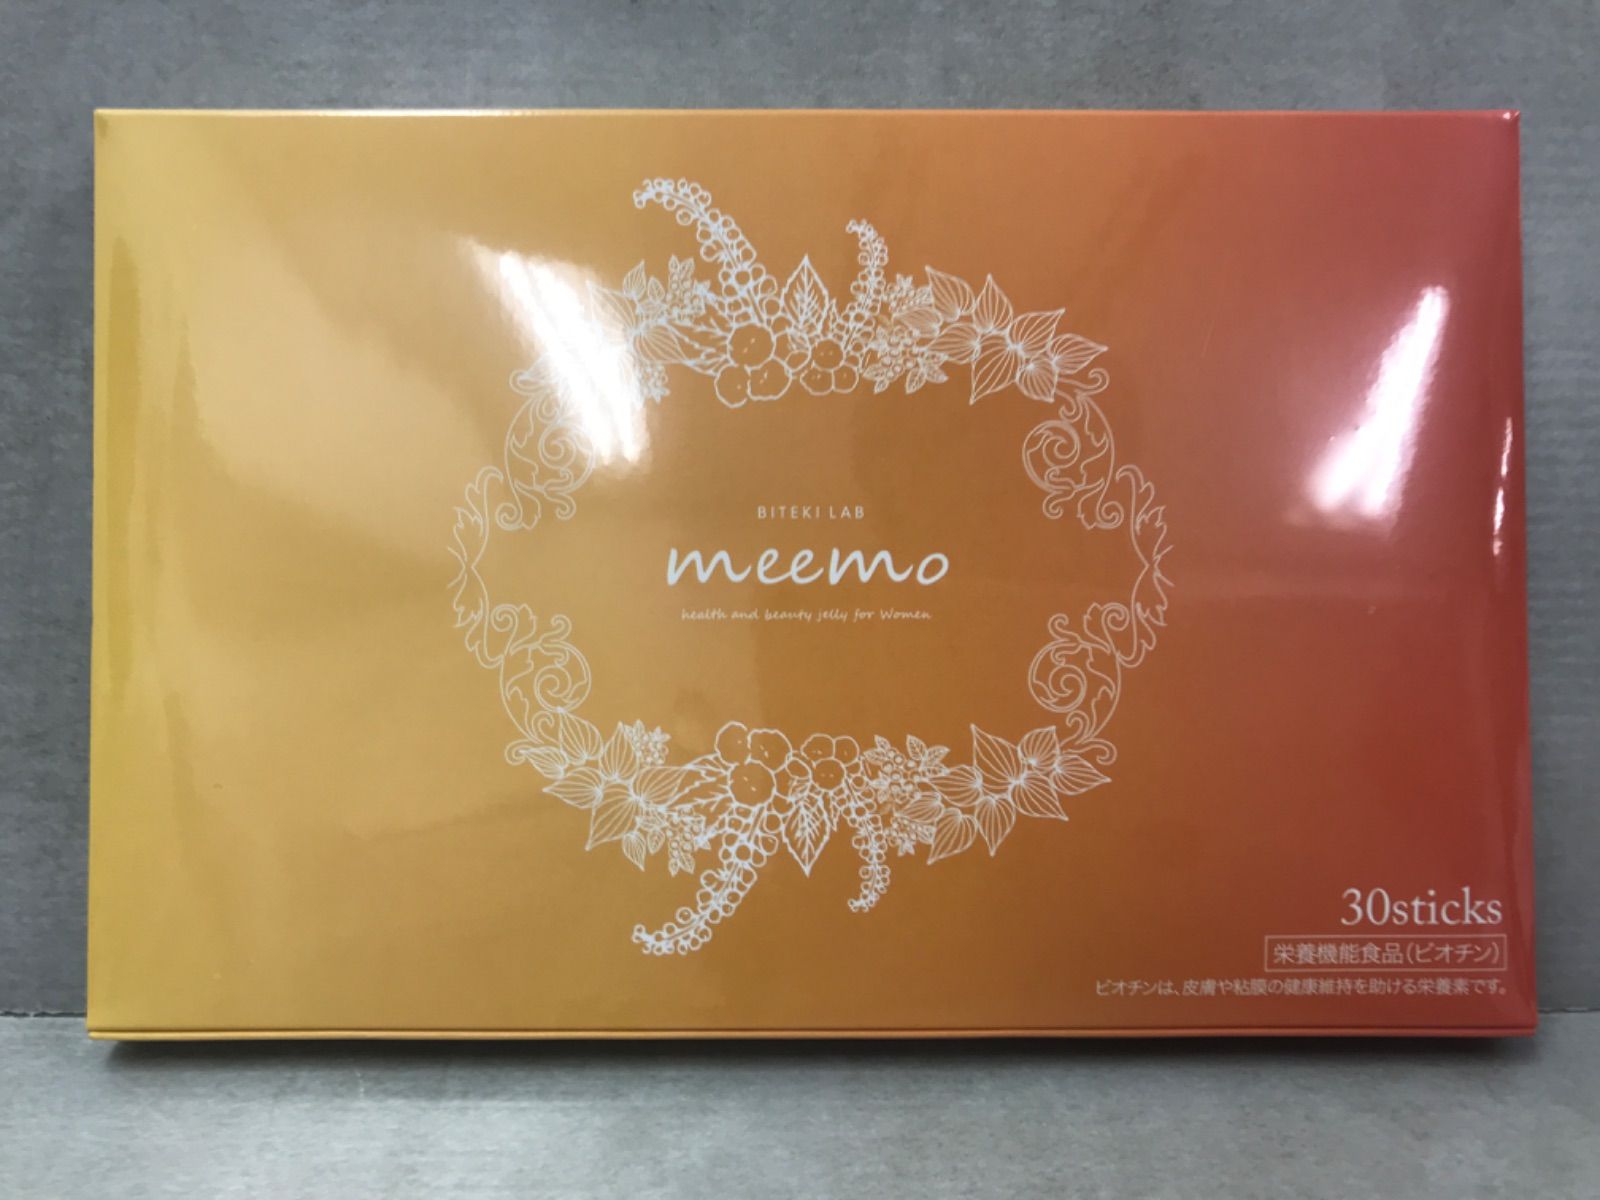 BITEKI LAB
meemo
health and beauty jelly for Women
30sticks
栄養機能食品(ビオチン)
ビオチンは、皮膚や粘膜の健康維持を助ける栄養素です。